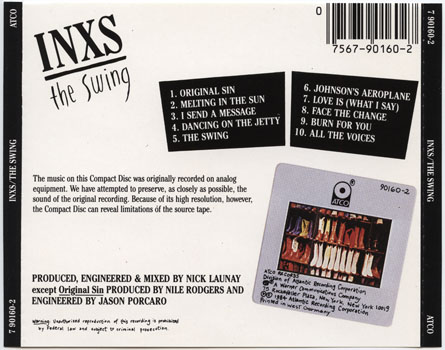 ATCO
INXS/THE SWING
7 90160-2
7 90160-2
INXS/THE SWING
ATCO
INXS
the Swing
0
7567-90160-2
1. ORIGINAL SIN
2. MELTING IN THE SUN
3. I SEND A MESSAGE
4. DANCING ON THE JETTY
5. THE SWING
6. JOHNSON'S AEROPLANE
7. LOVE IS (WHAT I SAY)
8. FACE THE CHANGE
9. BURN FOR YOU
10. ALL THE VOICES
The music on this Compact Disc was originally recorded on analog
equipment. We have attempted to preserve, as closely as possible, the
sound of the original recording. Because of its high resolution, however,
the Compact Disc can reveal limitations of the source tape.
ATCO
90160-2
ATCO RECORDS
Division of Atlantic Recording Corporation
A Warner Communications Company
75 Rockefeller Plaza, New York, New York 10019
℗© 1984 Atlantic Recording Corporation
Printed in West Germany
PRODUCED, ENGINEERED & MIXED BY NICK LAUNAY
except Original Sin PRODUCED BY NILE RODGERS AND
ENGINEERED BY JASON PORCARO
Warning: Unauthorized reproduction of this recording is prohibited
by Federal law and subject to criminal prosecution.